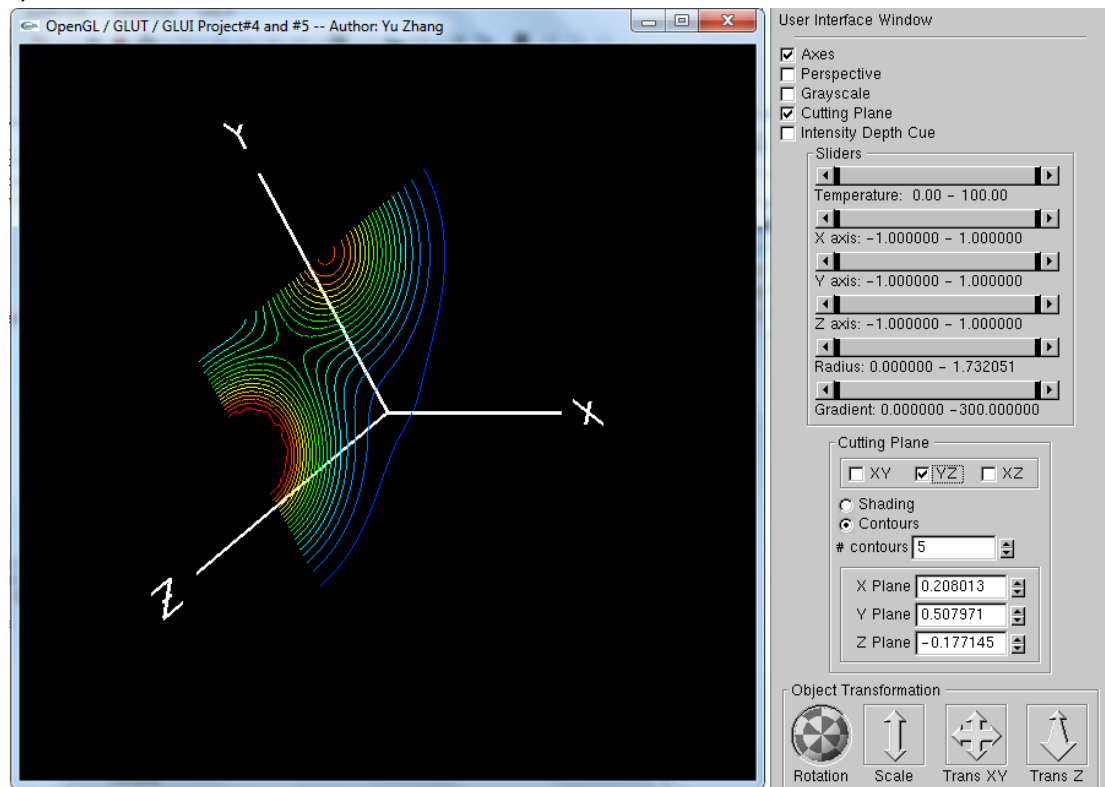 OpenGL / GLUT / GLUI Project#4 and #5 -- Author: Yu Zhang
Y
X
Z
User Interface Window
Axes
Perspective
Grayscale
Cutting Plane
Intensity Depth Cue
Sliders
Temperature: 0.00 - 100.00
X axis: -1.000000 - 1.000000
Y axis: -1.000000 - 1.000000
Z axis: -1.000000 - 1.000000
Radius: 0.000000 - 1.732051
Gradient: 0.000000 -300.000000
Cutting Plane
XY YZ XZ
Shading
Contours
# contours 5
X Plane 0.208013
Y Plane 0.507971
Z Plane -0.177145
Object Transformation
Rotation Scale Trans XY Trans Z